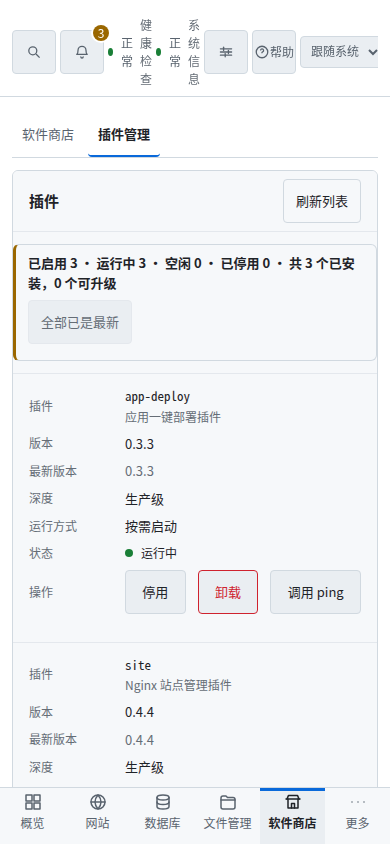 3
正常
健康检查
正常
系统信息
帮助
跟随系统
软件商店
插件管理
插件
刷新列表
已启用 3 · 运行中 3 · 空闲 0 · 已停用 0 · 共 3 个已安
装，0 个可升级
全部已是最新
插件
app-deploy
应用一键部署插件
版本
0.3.3
最新版本
0.3.3
深度
生产级
运行方式
按需启动
状态
运行中
操作
停用
卸载
调用 ping
插件
site
Nginx 站点管理插件
版本
0.4.4
最新版本
0.4.4
深度
生产级
概览
网站
数据库
文件管理
软件商店
更多